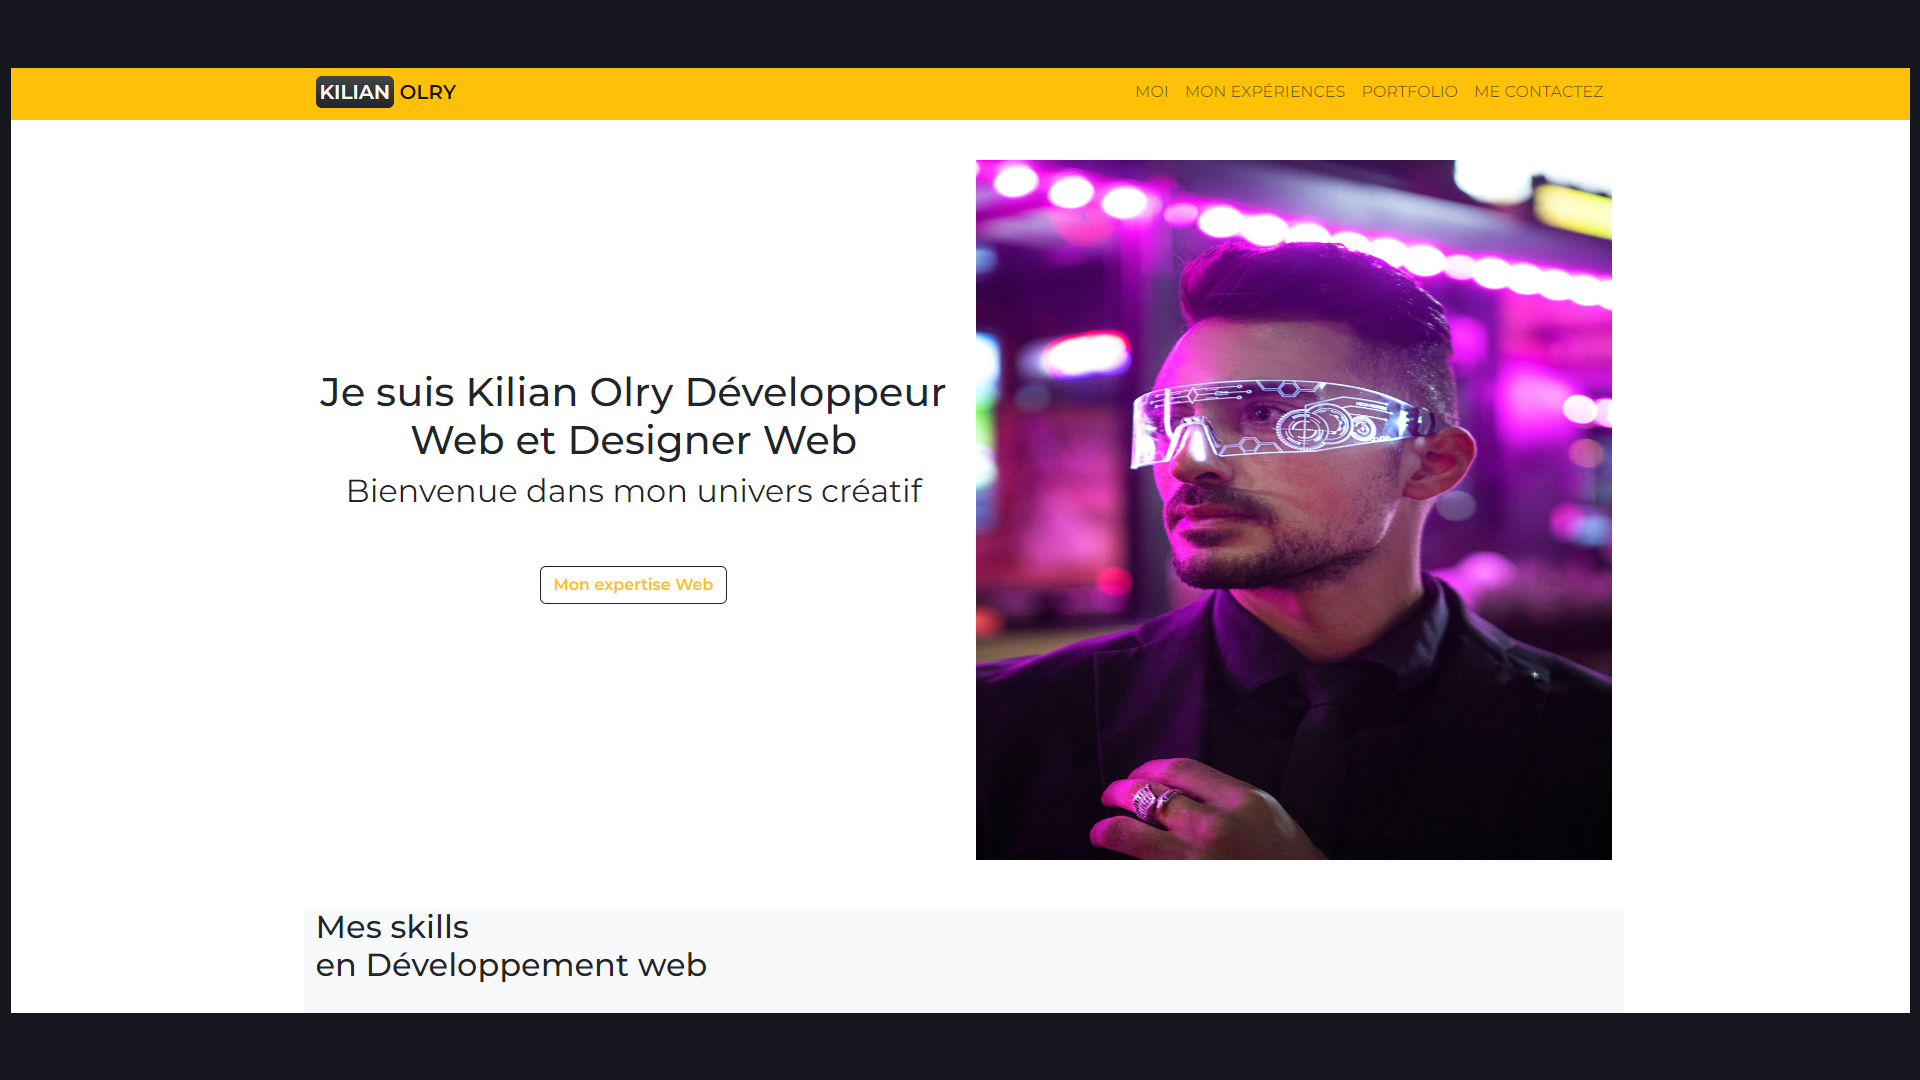 KILIAN OLRY
MOI MON EXPÉRIENCES PORTFOLIO ME CONTACTEZ
Je suis Kilian Olry Développeur
Web et Designer Web
Bienvenue dans mon univers créatif
Mon expertise Web
Mes skills
en Développement web